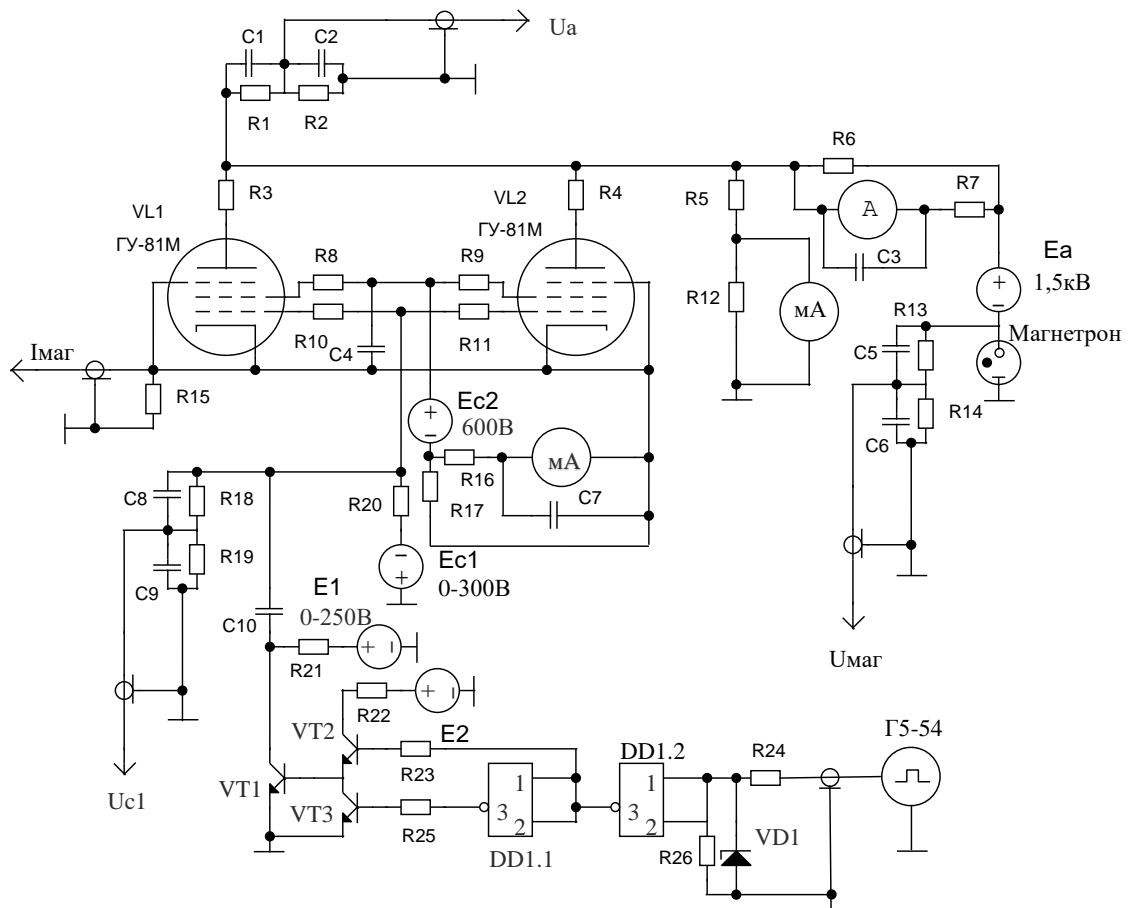 C1
C2
Uа
R1
R2
R6
R3
VL2
R4
R5
R7
VL1
ГУ-81М
ГУ-81М
A
R8
R9
C3
Eа
1,5кВ
R12
мА
R10
C4
R11
R13
Магнетрон
Iмаг
C5
R15
Ec2
600В
R14
C6
мА
R16
C8
R18
R20
R17
C7
R19
Ec1
0-300В
C9
E1
0-250В
C10
Uмаг
R21
R22
Г5-54
VT2
E2
DD1.2
R24
R23
VT1
1
3
2
1
3
2
Uc1
VT3
R25
R26
VD1
DD1.1